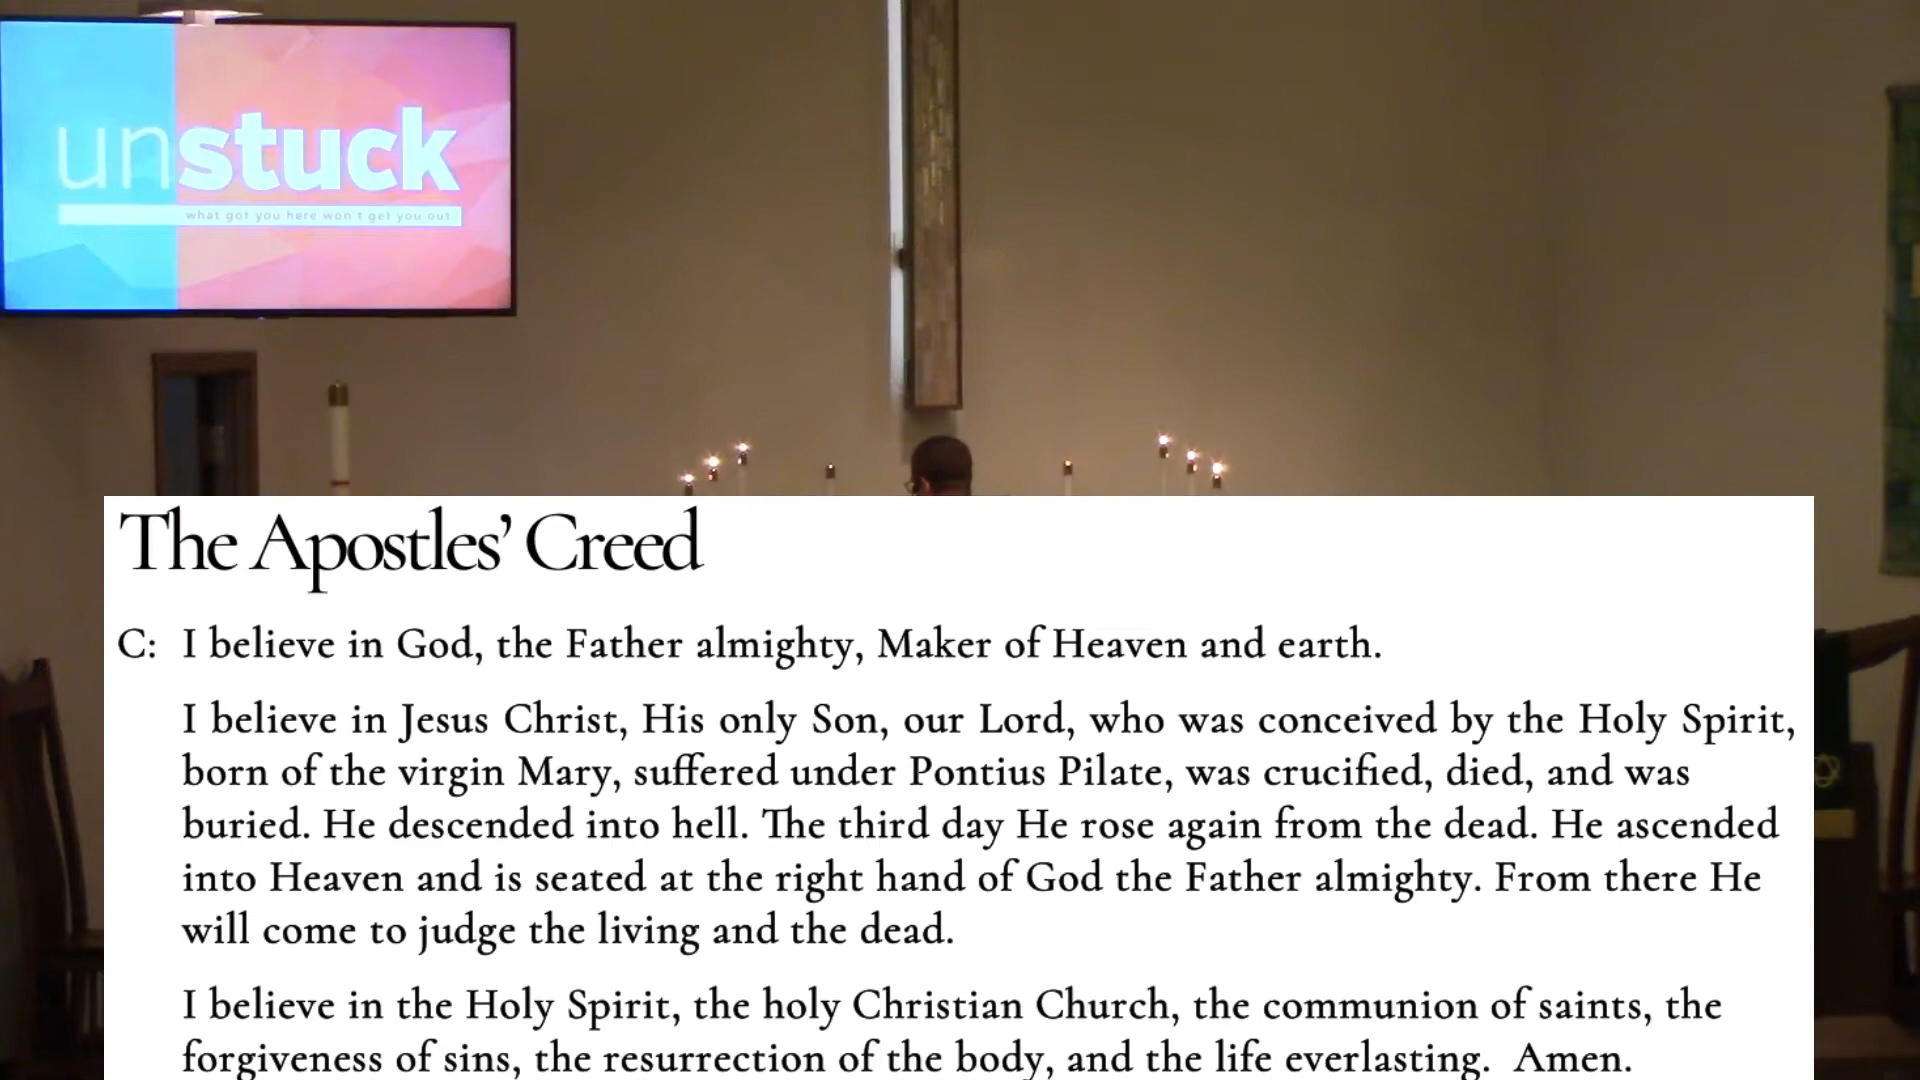 unstuck
what got you here won't get you out
The Apostles’ Creed
C: I believe in God, the Father almighty, Maker of Heaven and earth.
I believe in Jesus Christ, His only Son, our Lord, who was conceived by the Holy Spirit,
born of the virgin Mary, suffered under Pontius Pilate, was crucified, died, and was
buried. He descended into hell. The third day He rose again from the dead. He ascended
into Heaven and is seated at the right hand of God the Father almighty. From there He
will come to judge the living and the dead.
I believe in the Holy Spirit, the holy Christian Church, the communion of saints, the
forgiveness of sins, the resurrection of the body, and the life everlasting. Amen.